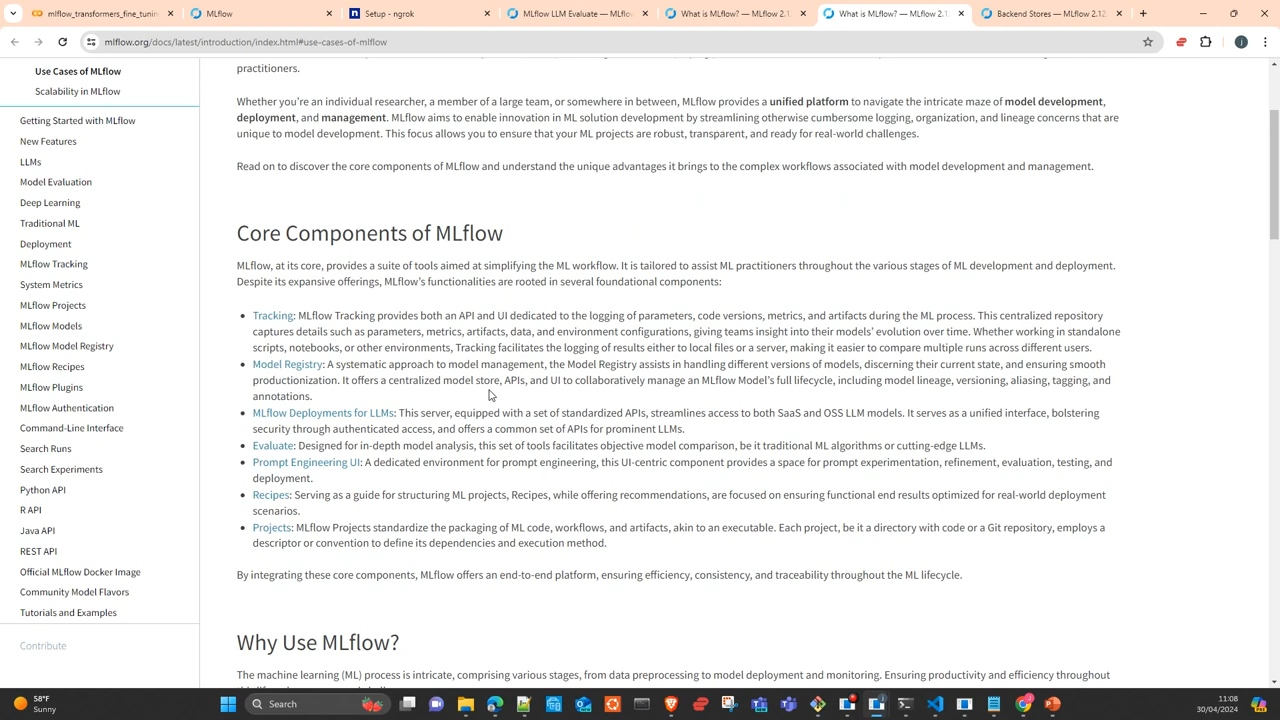 mlflow_transformers_fine_tunin
MLflow
Setup - ngrok
MLflow LLM Evaluate — MLflow
What is MLflow? — MLflow 2.1
What is MLflow? — MLflow 2.1
Backend Stores — MLflow 2.12.
mlflow.org/docs/latest/introduction/index.html#use-cases-of-mlflow
Use Cases of MLflow
Scalability in MLflow
Getting Started with MLflow
New Features
LLMs
Model Evaluation
Deep Learning
Traditional ML
Deployment
MLflow Tracking
System Metrics
MLflow Projects
MLflow Models
MLflow Model Registry
MLflow Recipes
MLflow Plugins
MLflow Authentication
Command-Line Interface
Search Runs
Search Experiments
Python API
R API
Java API
REST API
Official MLflow Docker Image
Community Model Flavors
Tutorials and Examples
Contribute
practitioners.
Whether you’re an individual researcher, a member of a large team, or somewhere in between, MLflow provides a unified platform to navigate the intricate maze of model development,
deployment, and management. MLflow aims to enable innovation in ML solution development by streamlining otherwise cumbersome logging, organization, and lineage concerns that are
unique to model development. This focus allows you to ensure that your ML projects are robust, transparent, and ready for real-world challenges.
Read on to discover the core components of MLflow and understand the unique advantages it brings to the complex workflows associated with model development and management.
Core Components of MLflow
MLflow, at its core, provides a suite of tools aimed at simplifying the ML workflow. It is tailored to assist ML practitioners throughout the various stages of ML development and deployment.
Despite its expansive offerings, MLflow’s functionalities are rooted in several foundational components:
• Tracking: MLflow Tracking provides both an API and UI dedicated to the logging of parameters, code versions, metrics, and artifacts during the ML process. This centralized repository
captures details such as parameters, metrics, artifacts, data, and environment configurations, giving teams insight into their models’ evolution over time. Whether working in standalone
scripts, notebooks, or other environments, Tracking facilitates the logging of results either to local files or a server, making it easier to compare multiple runs across different users.
• Model Registry: A systematic approach to model management, the Model Registry assists in handling different versions of models, discerning their current state, and ensuring smooth
productionization. It offers a centralized model store, APIs, and UI to collaboratively manage an MLflow Model’s full lifecycle, including model lineage, versioning, aliasing, tagging, and
annotations.
• MLflow Deployments for LLMs: This server, equipped with a set of standardized APIs, streamlines access to both SaaS and OSS LLM models. It serves as a unified interface, bolstering
security through authenticated access, and offers a common set of APIs for prominent LLMs.
• Evaluate: Designed for in-depth model analysis, this set of tools facilitates objective model comparison, be it traditional ML algorithms or cutting-edge LLMs.
• Prompt Engineering UI: A dedicated environment for prompt engineering, this UI-centric component provides a space for prompt experimentation, refinement, evaluation, testing, and
deployment.
• Recipes: Serving as a guide for structuring ML projects, Recipes, while offering recommendations, are focused on ensuring functional end results optimized for real-world deployment
scenarios.
• Projects: MLflow Projects standardize the packaging of ML code, workflows, and artifacts, akin to an executable. Each project, be it a directory with code or a Git repository, employs a
descriptor or convention to define its dependencies and execution method.
By integrating these core components, MLflow offers an end-to-end platform, ensuring efficiency, consistency, and traceability throughout the ML lifecycle.
Why Use MLflow?
The machine learning (ML) process is intricate, comprising various stages, from data preprocessing to model deployment and monitoring. Ensuring productivity and efficiency throughout
58°F
Sunny
Search
11:08
30/04/2024